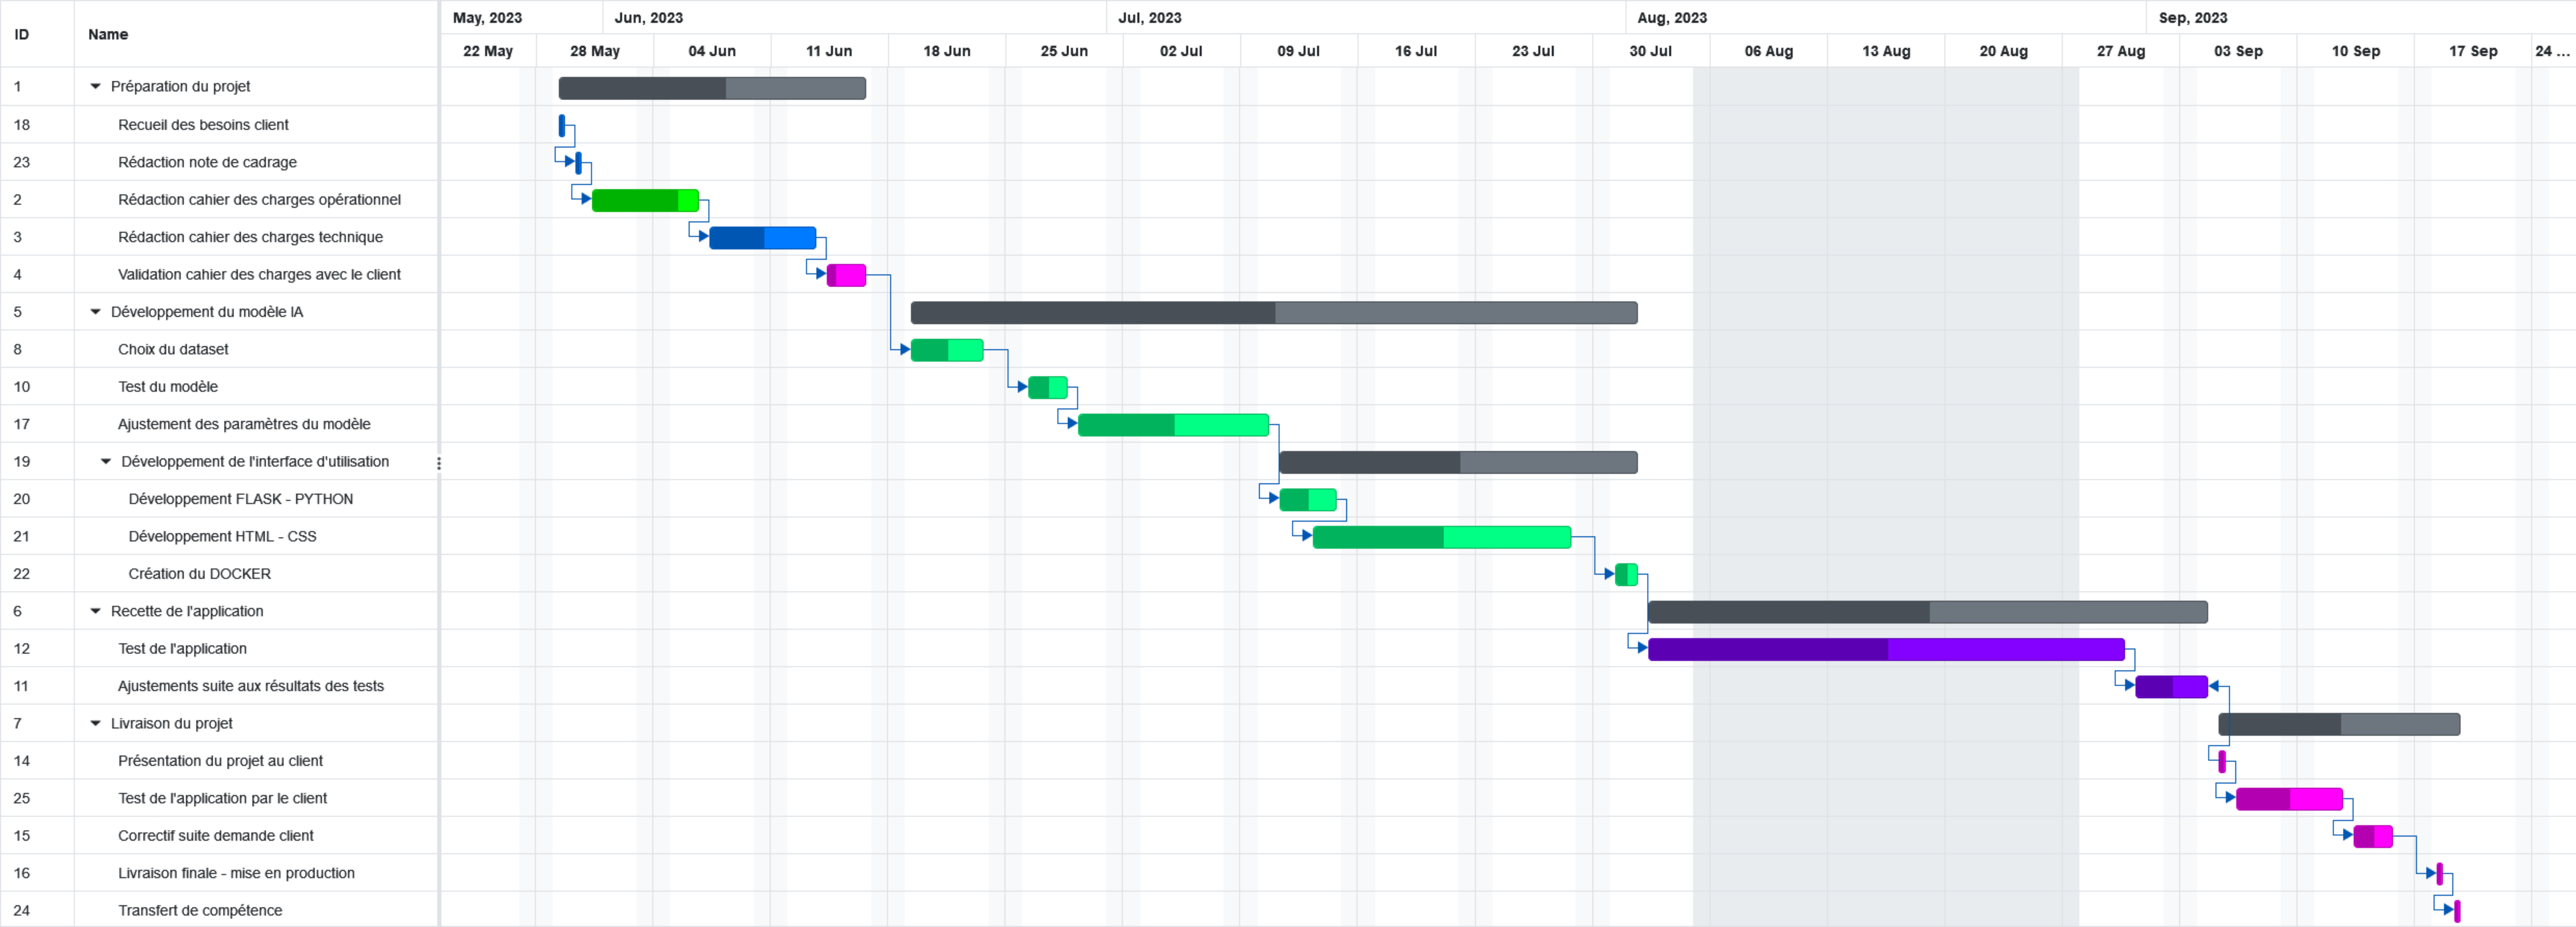 ID Name May, 2023 Jun, 2023 Jul, 2023 Aug, 2023 Sep, 2023
22 May 28 May 04 Jun 11 Jun 18 Jun 25 Jun 02 Jul 09 Jul 16 Jul 23 Jul 30 Jul 06 Aug 13 Aug 20 Aug 27 Aug 03 Sep 10 Sep 17 Sep 24 ...
1 Préparation du projet
18 Recueil des besoins client
23 Rédaction note de cadrage
2 Rédaction cahier des charges opérationnel
3 Rédaction cahier des charges technique
4 Validation cahier des charges avec le client
5 Développement du modèle IA
8 Choix du dataset
10 Test du modèle
17 Ajustement des paramètres du modèle
19 Développement de l'interface d'utilisation
20 Développement FLASK - PYTHON
21 Développement HTML - CSS
22 Création du DOCKER
6 Recette de l'application
12 Test de l'application
11 Ajustements suite aux résultats des tests
7 Livraison du projet
14 Présentation du projet au client
25 Test de l'application par le client
15 Correctif suite demande client
16 Livraison finale - mise en production
24 Transfert de compétence